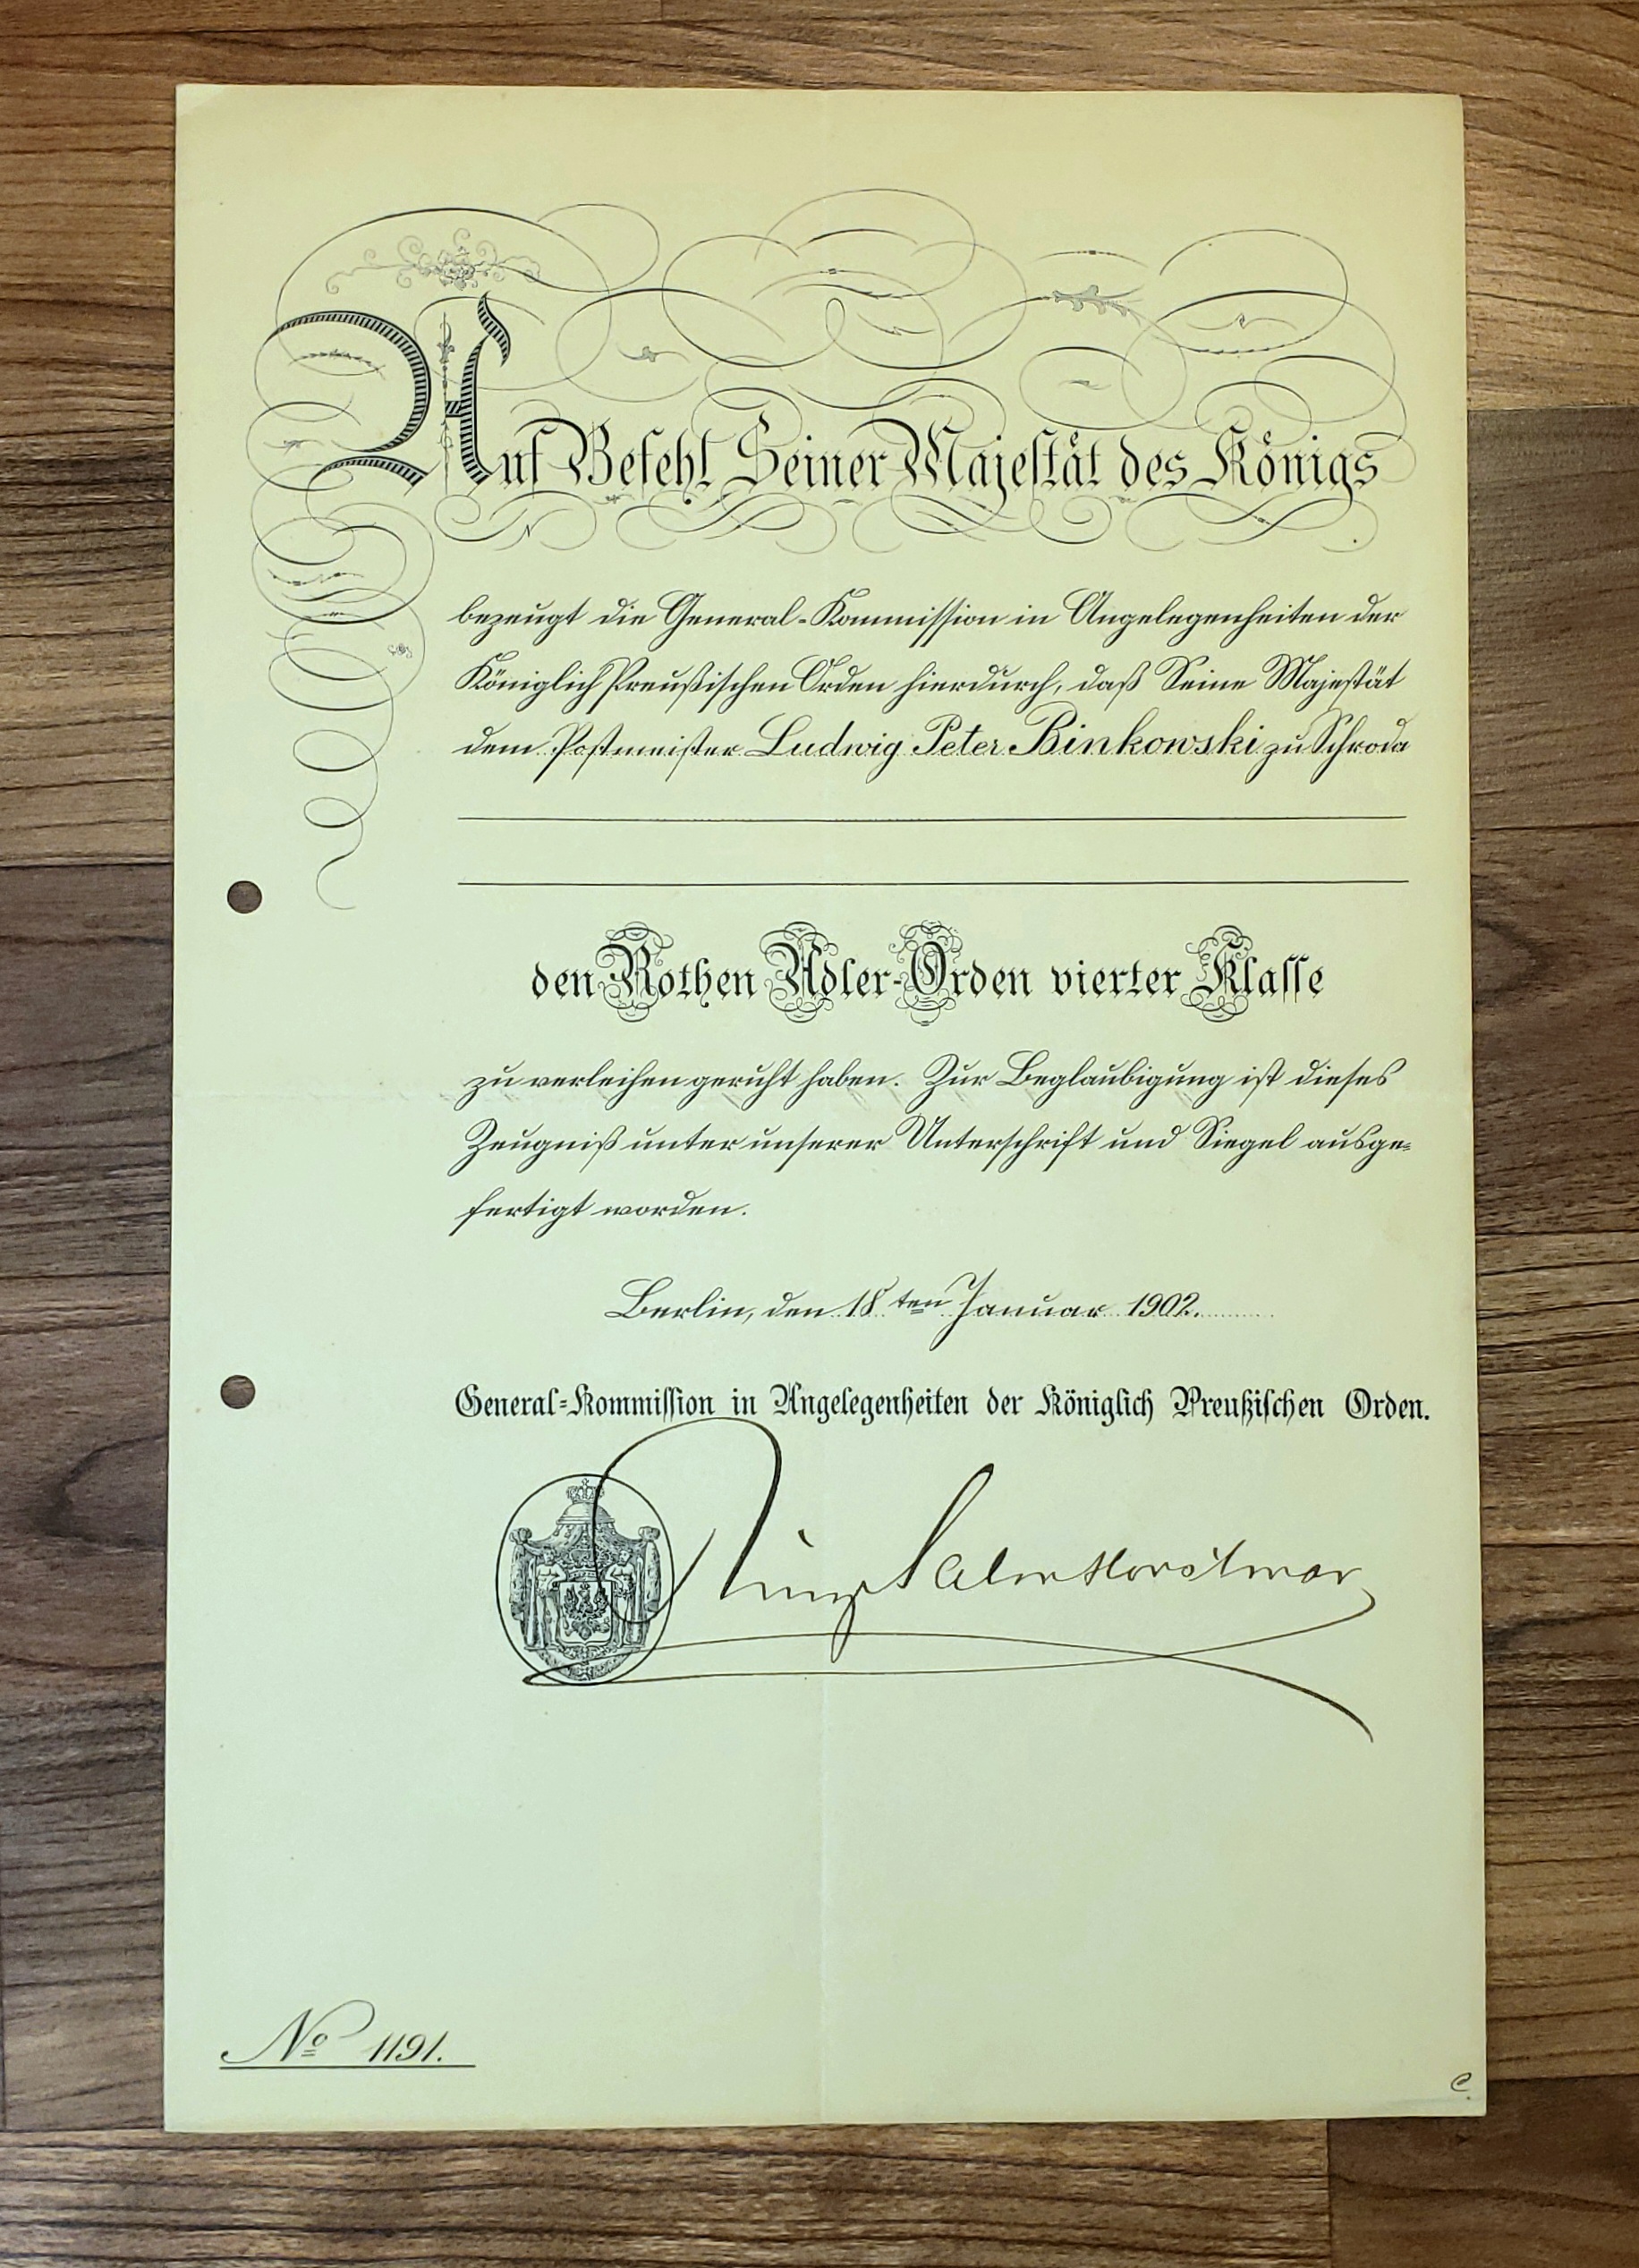 Auf Befehl Seiner Majestät des Königs
bezeugt die General-Kommission in Angelegenheiten der
Königlich Preußischen Orden hierdurch, daß Seine Majestät
dem Postmeister Ludwig Peter Binkowski zu Schroda
den Rothen Adler-Orden vierter Klasse
zu verleihen geruht haben. Zur Beglaubigung ist dieses
Zeugniß unter unserer Unterschrift und Siegel ausge-
fertigt worden.
Berlin, den 18ten Januar 1902.
General-Kommission in Angelegenheiten der Königlich Preußischen Orden.
Salm Horstmar
No 1191.
C.